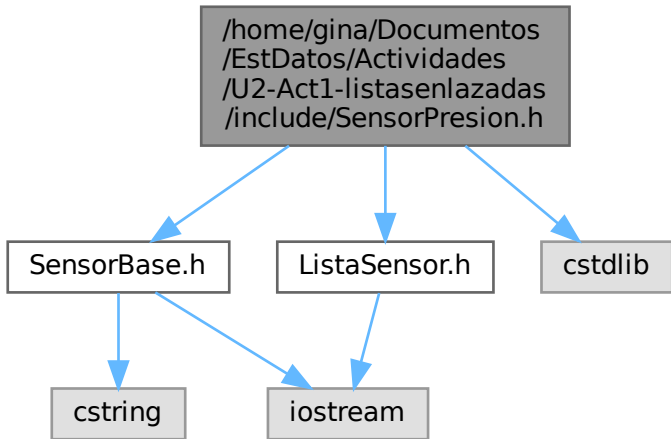 /home/gina/Documentos
/EstDatos/Actividades
/U2-Act1-listasenlazadas
/include/SensorPresion.h
SensorBase.h
ListaSensor.h
cstdlib
cstring
iostream